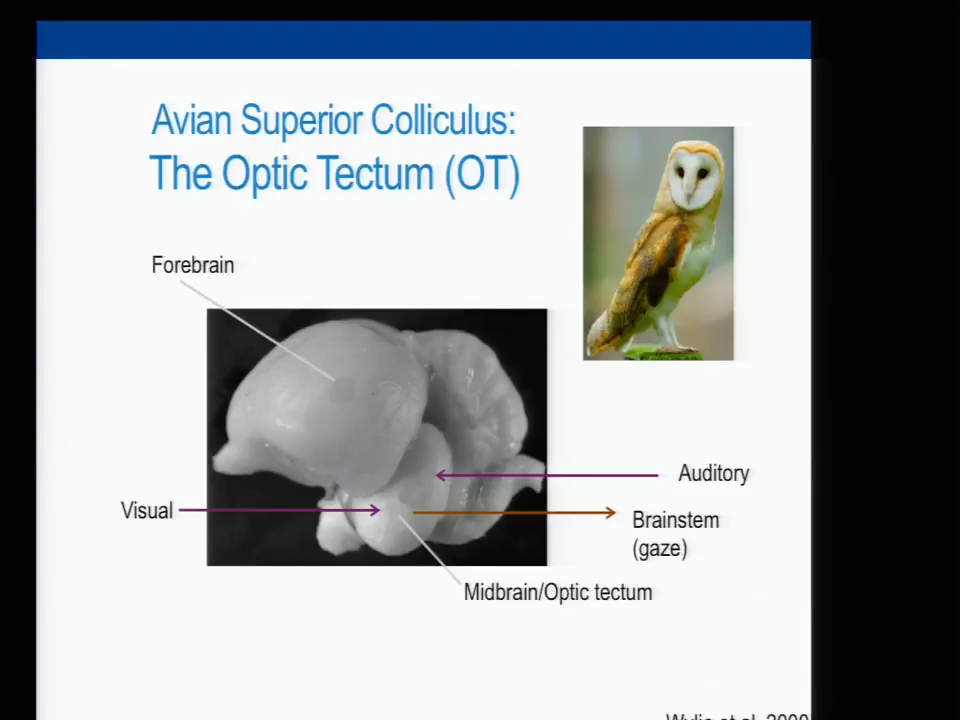 Avian Superior Colliculus:
The Optic Tectum (OT)
Forebrain
Auditory
Visual
Brainstem
(gaze)
Midbrain/Optic tectum